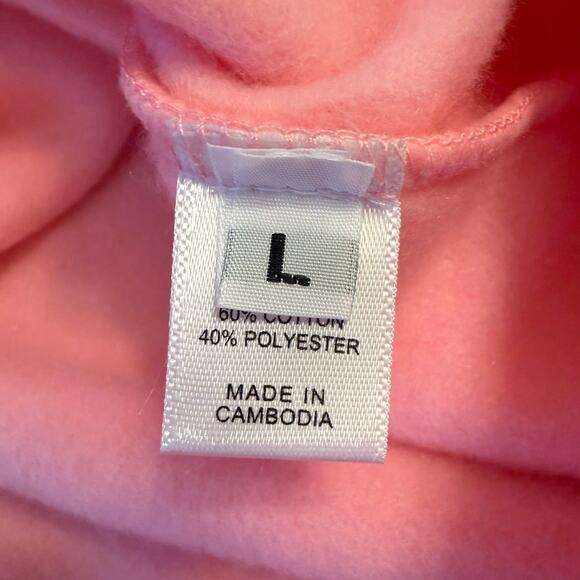 L
60% COTTON
40% POLYESTER
MADE IN
CAMBODIA